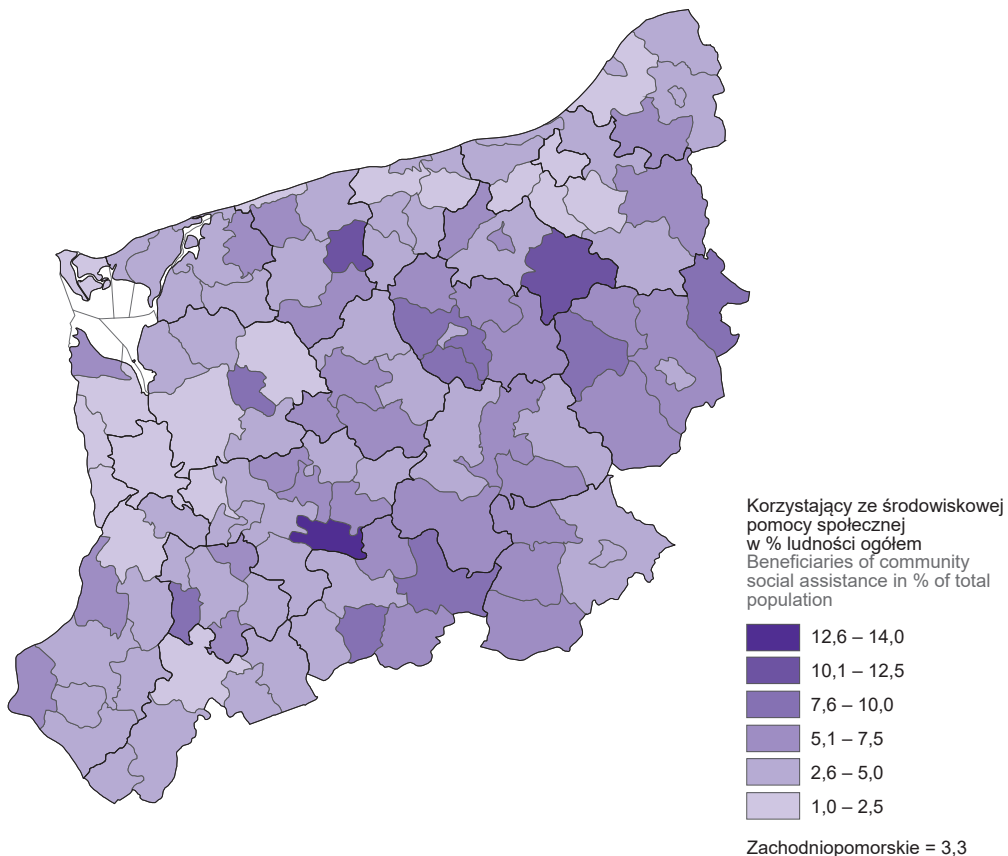 Korzystający ze środowiskowej
pomocy społecznej
w % ludności ogółem
Beneficiaries of community
social assistance in % of total
population
12,6 – 14,0
10,1 – 12,5
7,6 – 10,0
5,1 – 7,5
2,6 – 5,0
1,0 – 2,5
Zachodniopomorskie = 3,3